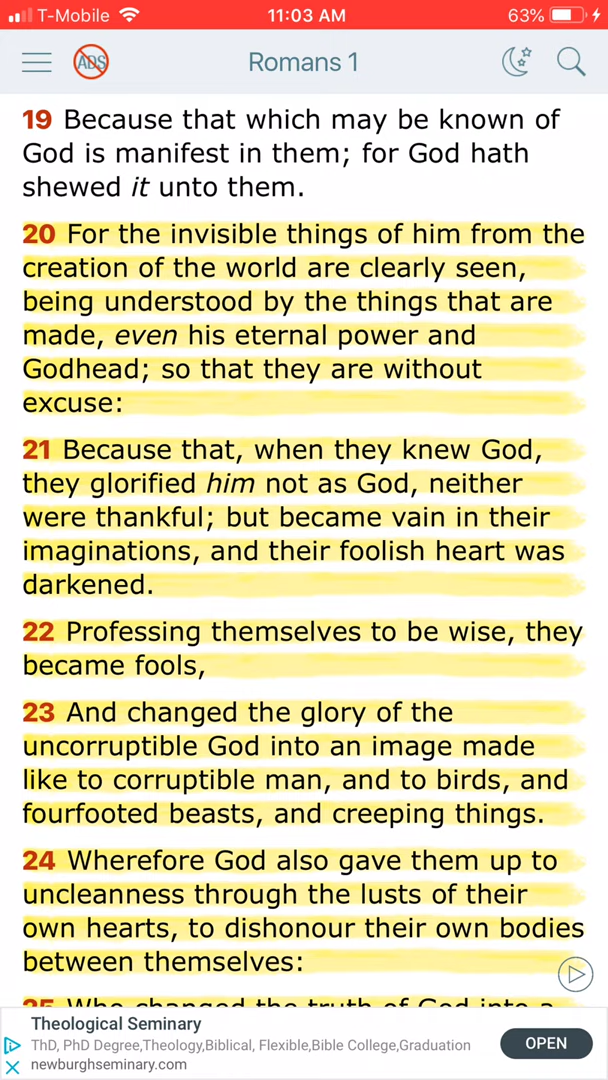 T-Mobile 11:03 AM 63%
ADS Romans 1
19 Because that which may be known of
God is manifest in them; for God hath
shewed it unto them.
20 For the invisible things of him from the
creation of the world are clearly seen,
being understood by the things that are
made, even his eternal power and
Godhead; so that they are without
excuse:
21 Because that, when they knew God,
they glorified him not as God, neither
were thankful; but became vain in their
imaginations, and their foolish heart was
darkened.
22 Professing themselves to be wise, they
became fools,
23 And changed the glory of the
uncorruptible God into an image made
like to corruptible man, and to birds, and
fourfooted beasts, and creeping things.
24 Wherefore God also gave them up to
uncleanness through the lusts of their
own hearts, to dishonour their own bodies
between themselves:
25 Who changed the truth of God into a
Theological Seminary
ThD, PhD Degree,Theology,Biblical, Flexible,Bible College,Graduation
newburghseminary.com
OPEN